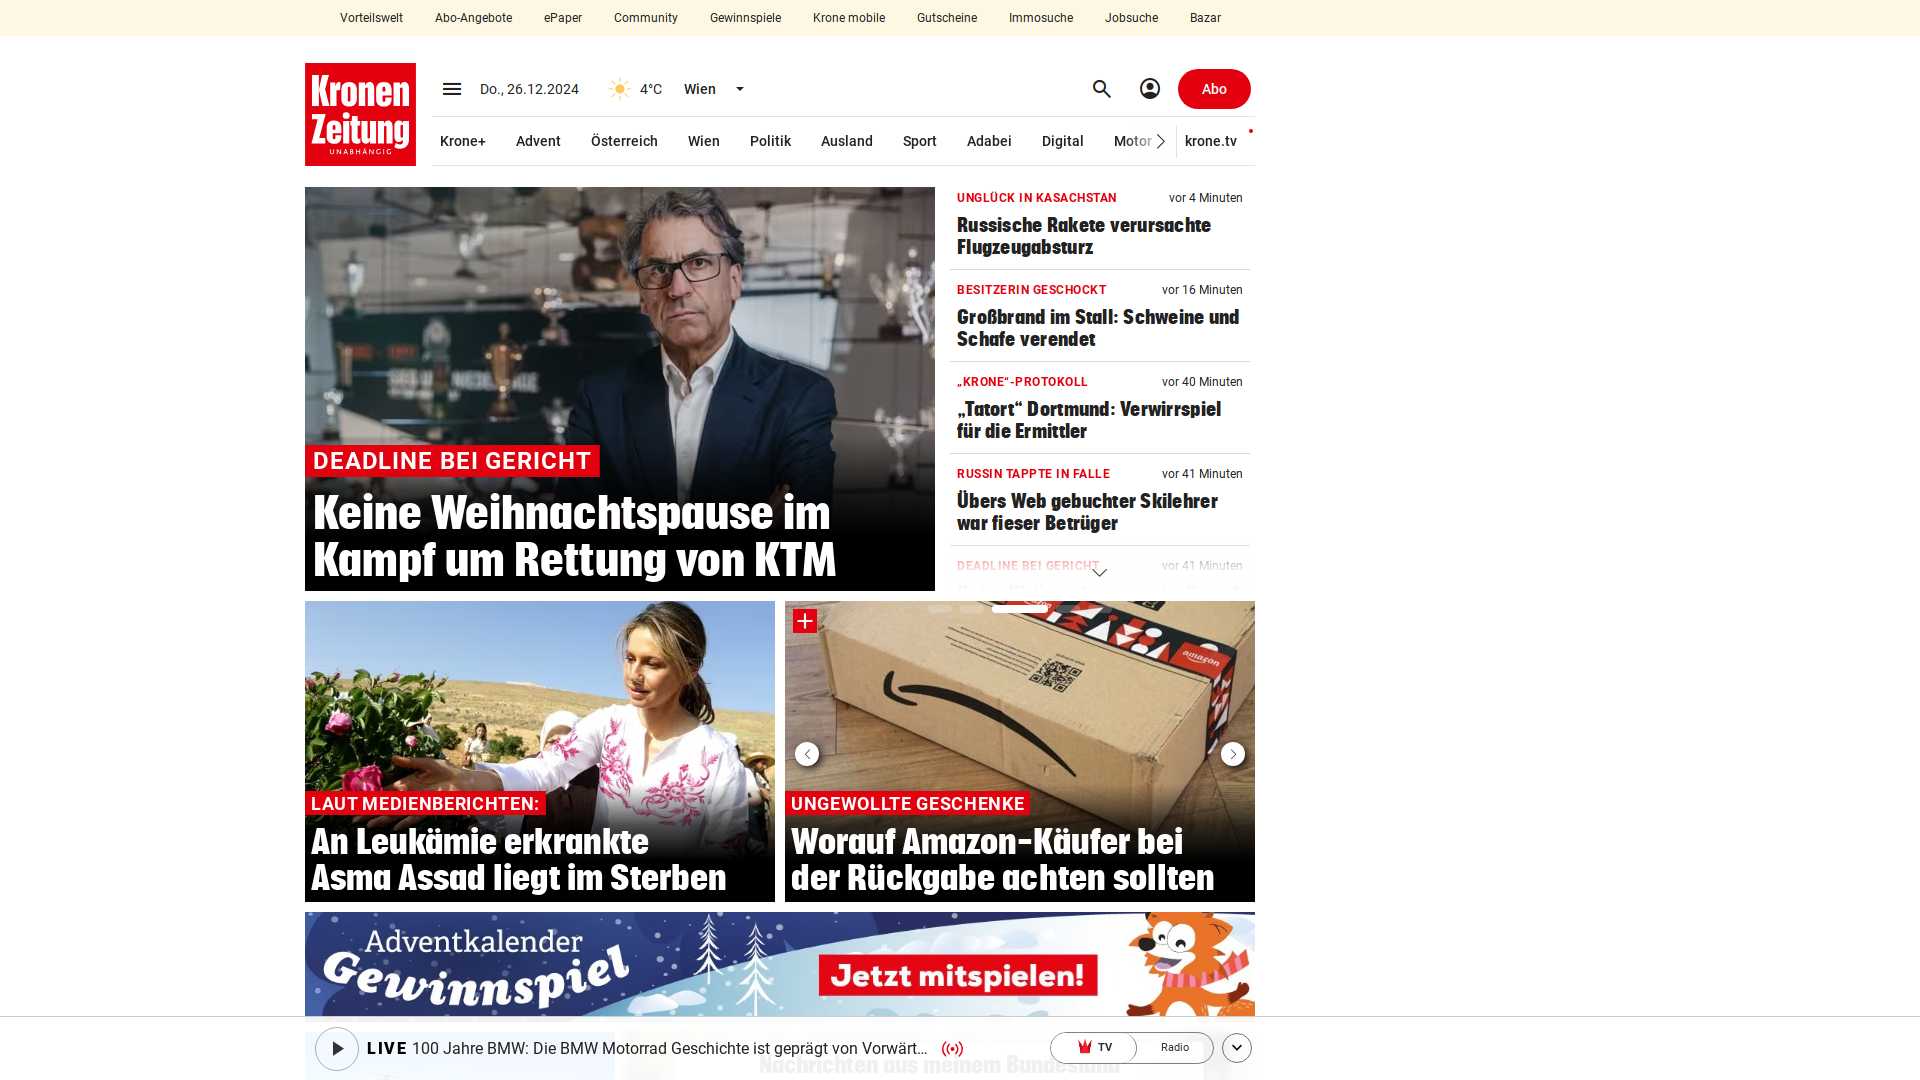 Vorteilswelt Abo-Angebote ePaper Community Gewinnspiele Krone mobile Gutscheine Immosuche Jobsuche Bazar
Kronen
Zeitung
UNABHÄNGIG
Do., 26.12.2024 4°C Wien
Abo
Krone+ Advent Österreich Wien Politik Ausland Sport Adabei Digital Motor krone.tv
DEADLINE BEI GERICHT
Keine Weihnachtspause im
Kampf um Rettung von KTM
UNGLÜCK IN KASACHSTAN vor 4 Minuten
Russische Rakete verursachte
Flugzeugabsturz
BESITZERIN GESCHOCKT vor 16 Minuten
Großbrand im Stall: Schweine und
Schafe verendet
„KRONE“-PROTOKOLL vor 40 Minuten
„Tatort“ Dortmund: Verwirrspiel
für die Ermittler
RUSSIN TAPPTE IN FALLE vor 41 Minuten
Übers Web gebuchter Skilehrer
war fieser Betrüger
DEADLINE BEI GERICHT vor 41 Minuten
LAUT MEDIENBERICHTEN:
An Leukämie erkrankte
Asma Assad liegt im Sterben
amazon
UNGEWOLLTE GESCHENKE
Worauf Amazon-Käufer bei
der Rückgabe achten sollten
Adventkalender
Gewinnspiel
Jetzt mitspielen!
LIVE 100 Jahre BMW: Die BMW Motorrad Geschichte ist geprägt von Vorwärt...
TV Radio
Nachrichten aus meinem Bundesland